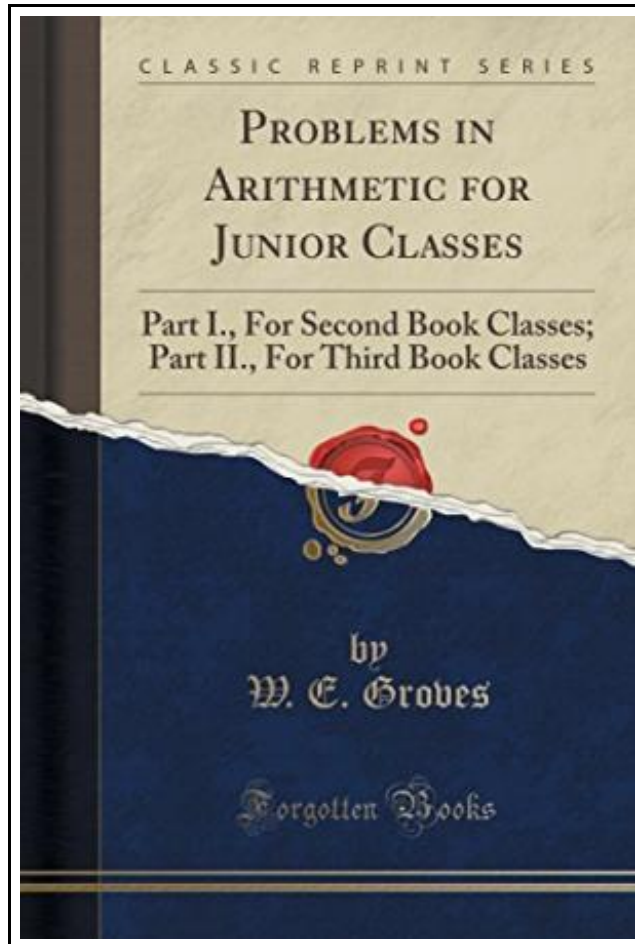 CLASSIC REPRINT SERIES
PROBLEMS IN
ARITHMETIC FOR
JUNIOR CLASSES
Part I., For Second Book Classes;
Part II., For Third Book Classes
by
W. E. Groves
Forgotten Books